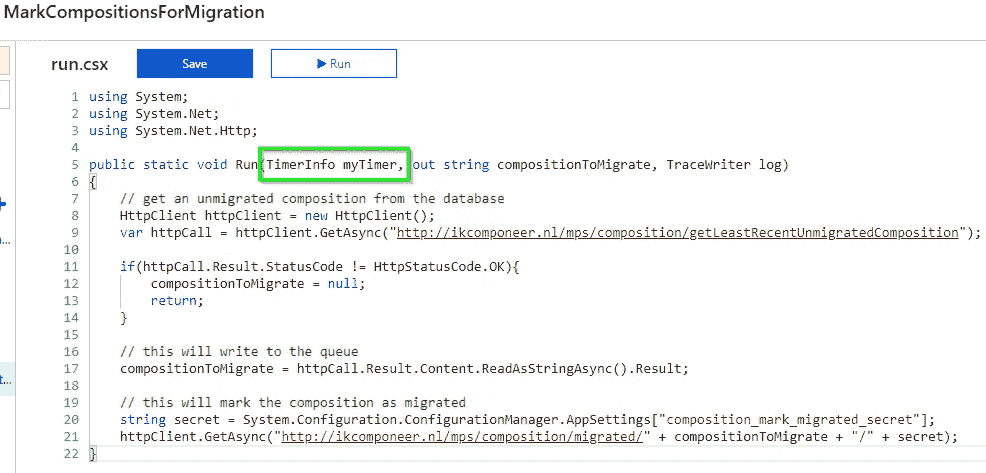 MarkCompositionsForMigration
run.csx Save Run
1 using System;
2 using System.Net;
3 using System.Net.Http;
4
5 public static void Run(TimerInfo myTimer, out string compositionToMigrate, TraceWriter log)
6 {
7 // get an unmigrated composition from the database
8 HttpClient httpClient = new HttpClient();
9 var httpCall = httpClient.GetAsync("http://ikcomponeer.nl/mps/composition/getLeastRecentUnmigratedComposition");
10
11 if(httpCall.Result.StatusCode != HttpStatusCode.OK){
12 compositionToMigrate = null;
13 return;
14 }
15
16 // this will write to the queue
17 compositionToMigrate = httpCall.Result.Content.ReadAsStringAsync().Result;
18
19 // this will mark the composition as migrated
20 string secret = System.Configuration.ConfigurationManager.AppSettings["composition_mark_migrated_secret"];
21 httpClient.GetAsync("http://ikcomponeer.nl/mps/composition/migrated/" + compositionToMigrate + "/" + secret);
22 }